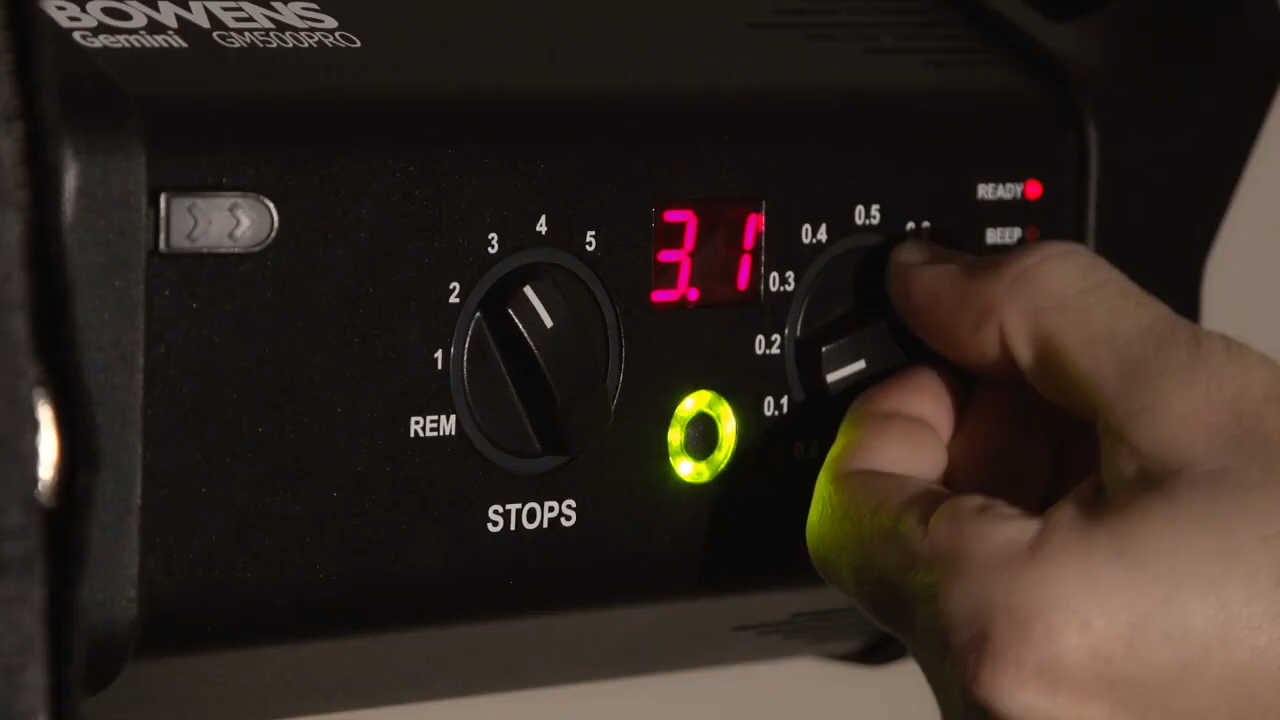 BOWENS
Gemini GM500PRO
READY
BEEP
REM
1
2
3
4
5
STOPS
3.1
0.1
0.2
0.3
0.4
0.5